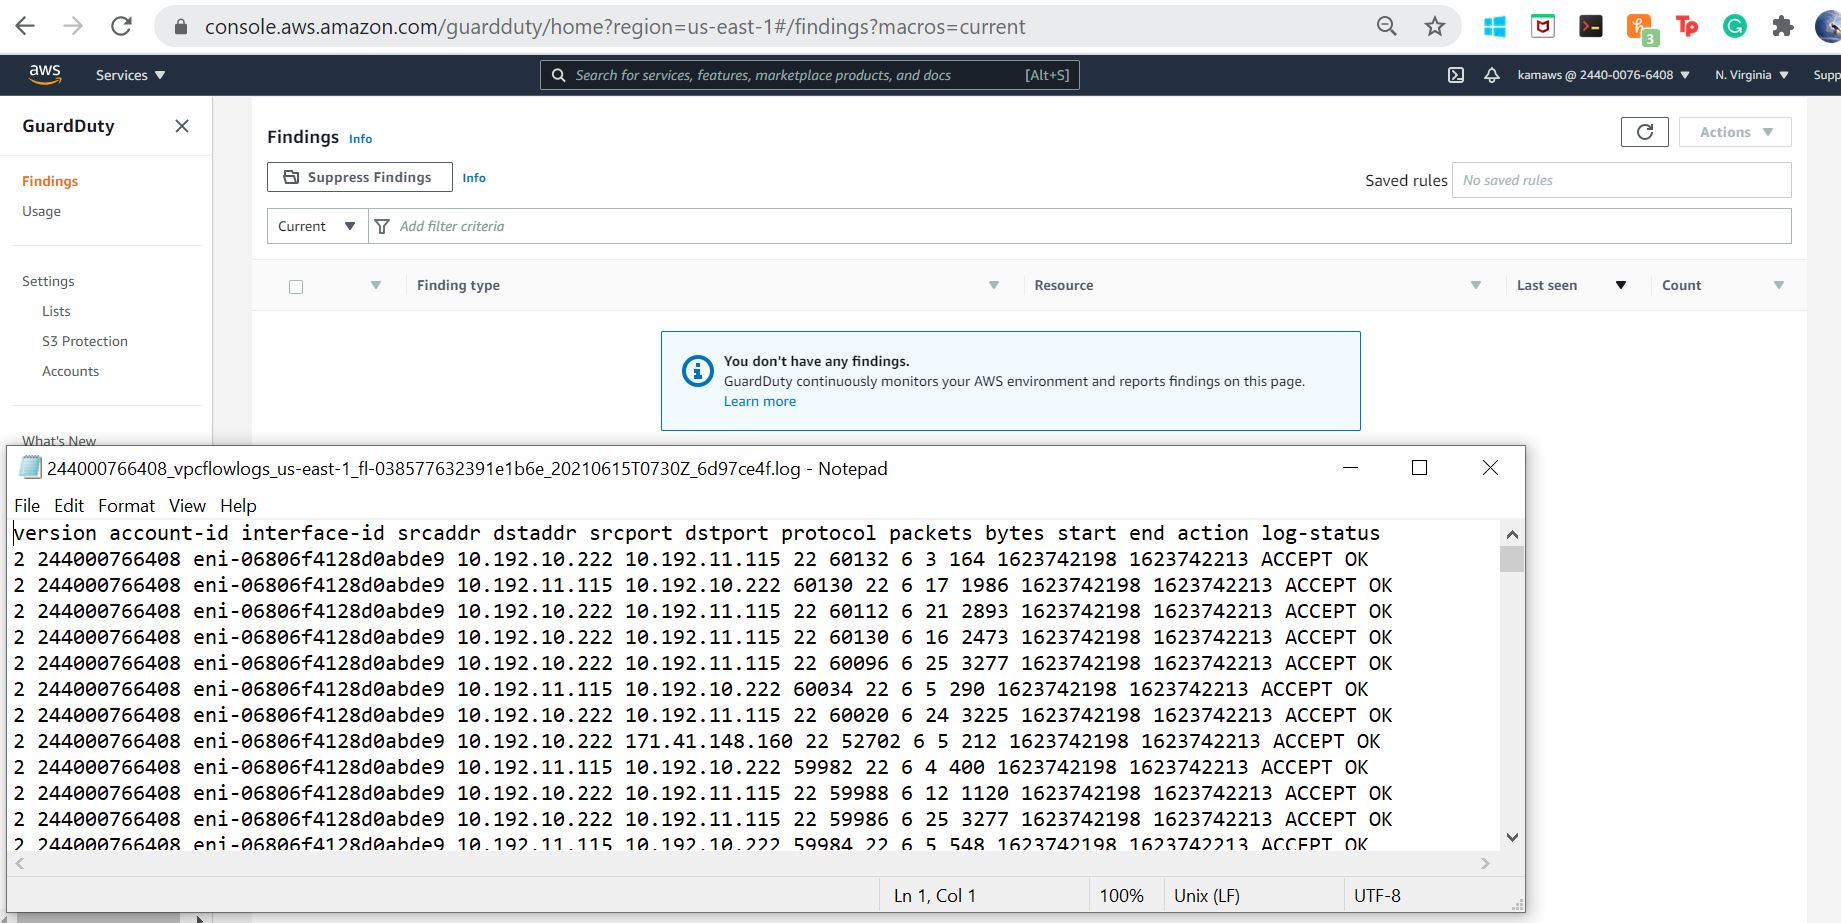 console.aws.amazon.com/guardduty/home?region=us-east-1#/findings?macros=current
3
Tp
G
aws Services Search for services, features, marketplace products, and docs [Alt+S] kamaws @ 2440-0076-6408 N. Virginia Supp
GuardDuty
Findings
Usage
Settings
Lists
S3 Protection
Accounts
What's New
Findings Info
Actions
Suppress Findings Info
Saved rules No saved rules
Current Add filter criteria
Finding type Resource Last seen Count
You don't have any findings.
GuardDuty continuously monitors your AWS environment and reports findings on this page.
Learn more
244000766408_vpcflowlogs_us-east-1_fl-038577632391e1b6e_20210615T0730Z_6d97ce4f.log - Notepad
File Edit Format View Help
version account-id interface-id srcaddr dstaddr srcport dstport protocol packets bytes start end action log-status
2 244000766408 eni-06806f4128d0abde9 10.192.10.222 10.192.11.115 22 60132 6 3 164 1623742198 1623742213 ACCEPT OK
2 244000766408 eni-06806f4128d0abde9 10.192.11.115 10.192.10.222 60130 22 6 17 1986 1623742198 1623742213 ACCEPT OK
2 244000766408 eni-06806f4128d0abde9 10.192.10.222 10.192.11.115 22 60112 6 21 2893 1623742198 1623742213 ACCEPT OK
2 244000766408 eni-06806f4128d0abde9 10.192.10.222 10.192.11.115 22 60130 6 16 2473 1623742198 1623742213 ACCEPT OK
2 244000766408 eni-06806f4128d0abde9 10.192.10.222 10.192.11.115 22 60096 6 25 3277 1623742198 1623742213 ACCEPT OK
2 244000766408 eni-06806f4128d0abde9 10.192.11.115 10.192.10.222 60034 22 6 5 290 1623742198 1623742213 ACCEPT OK
2 244000766408 eni-06806f4128d0abde9 10.192.10.222 10.192.11.115 22 60020 6 24 3225 1623742198 1623742213 ACCEPT OK
2 244000766408 eni-06806f4128d0abde9 10.192.10.222 171.41.148.160 22 52702 6 5 212 1623742198 1623742213 ACCEPT OK
2 244000766408 eni-06806f4128d0abde9 10.192.11.115 10.192.10.222 59982 22 6 4 400 1623742198 1623742213 ACCEPT OK
2 244000766408 eni-06806f4128d0abde9 10.192.10.222 10.192.11.115 22 59988 6 12 1120 1623742198 1623742213 ACCEPT OK
2 244000766408 eni-06806f4128d0abde9 10.192.10.222 10.192.11.115 22 59986 6 25 3277 1623742198 1623742213 ACCEPT OK
2 244000766408 eni-06806f4128d0abde9 10.192.11.115 10.192.10.222 59984 22 6 5 548 1623742198 1623742213 ACCEPT OK
Ln 1, Col 1 100% Unix (LF) UTF-8